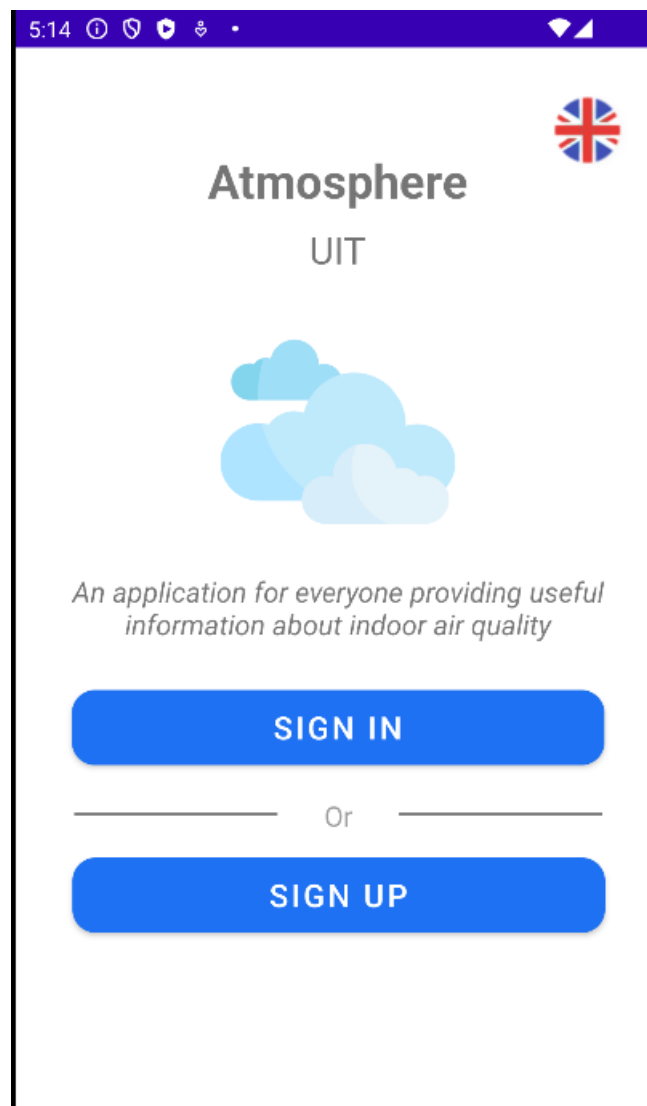 5:14
Atmosphere
UIT
An application for everyone providing useful
information about indoor air quality
SIGN IN
Or
SIGN UP